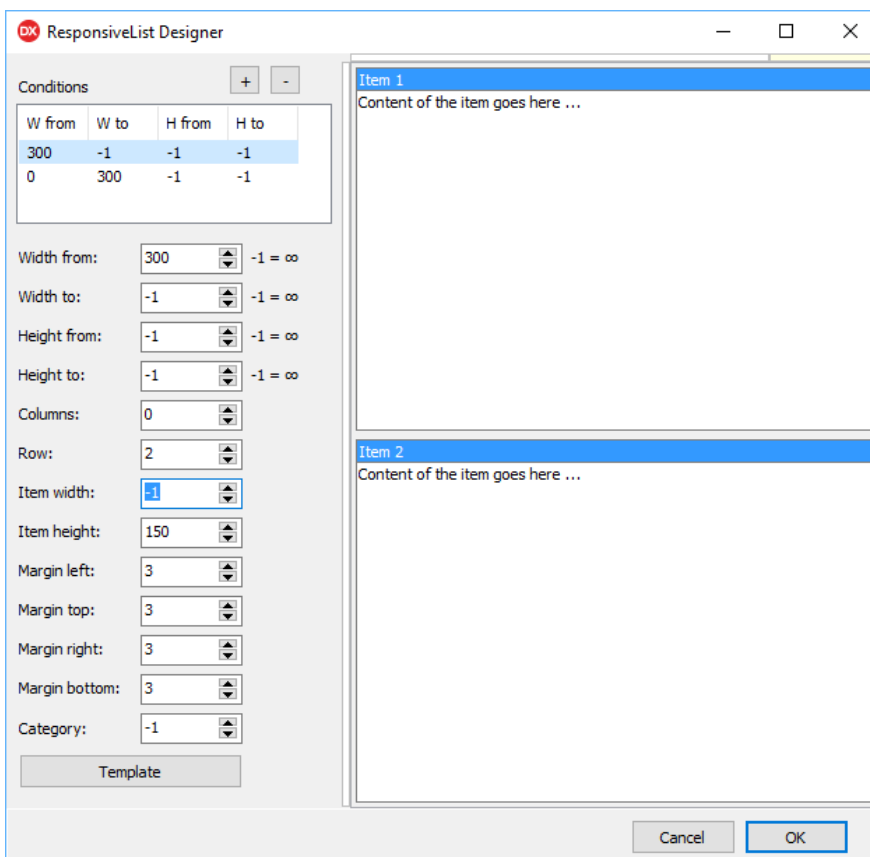 DX ResponsiveList Designer
Conditions + -
W from W to H from H to
300 -1 -1 -1
0 300 -1 -1
Width from: 300 -1 = ∞
Width to: -1 -1 = ∞
Height from: -1 -1 = ∞
Height to: -1 -1 = ∞
Columns: 0
Row: 2
Item width: -1
Item height: 150
Margin left: 3
Margin top: 3
Margin right: 3
Margin bottom: 3
Category: -1
Template
Item 1
Content of the item goes here ...
Item 2
Content of the item goes here ...
Cancel OK